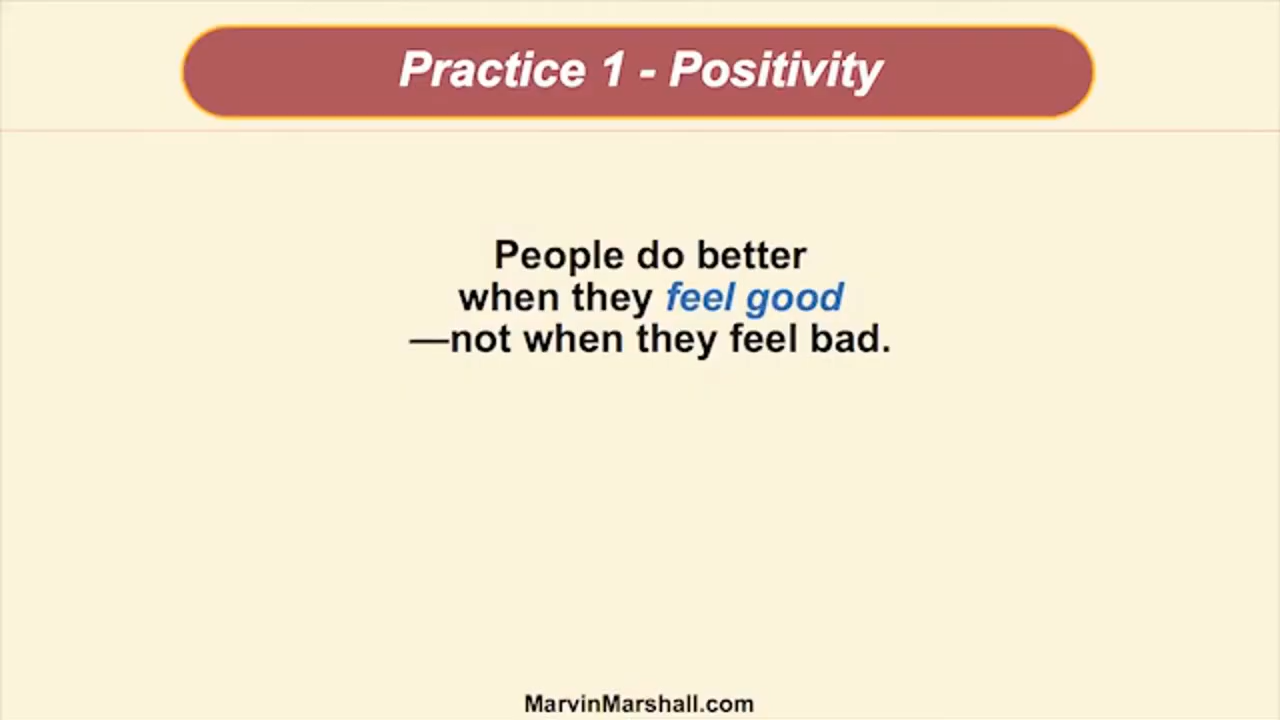 Practice 1 - Positivity
People do better
when they feel good
—not when they feel bad.
MarvinMarshall.com